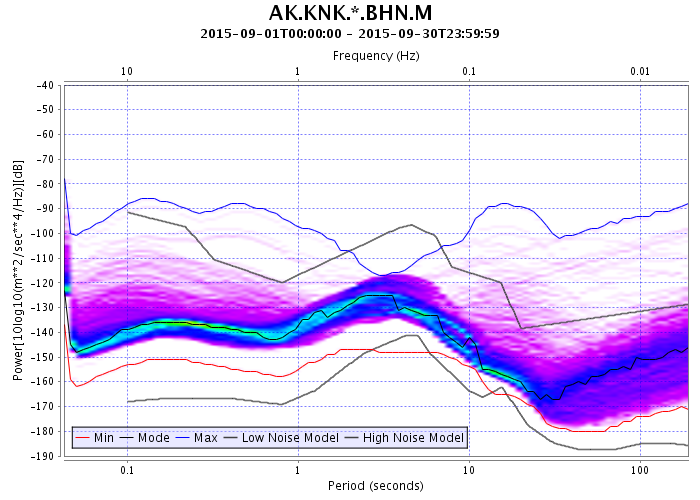 AK.KNK.*.BHN.M
2015-09-01T00:00:00 - 2015-09-30T23:59:59
Frequency (Hz)
10 1 0.1 0.01
Power[10log10(m**2/sec**4/Hz)][dB]
-40
-50
-60
-70
-80
-90
-100
-110
-120
-130
-140
-150
-160
-170
-180
-190
Min Mode Max Low Noise Model High Noise Model
0.1 1 10 100
Period (seconds)